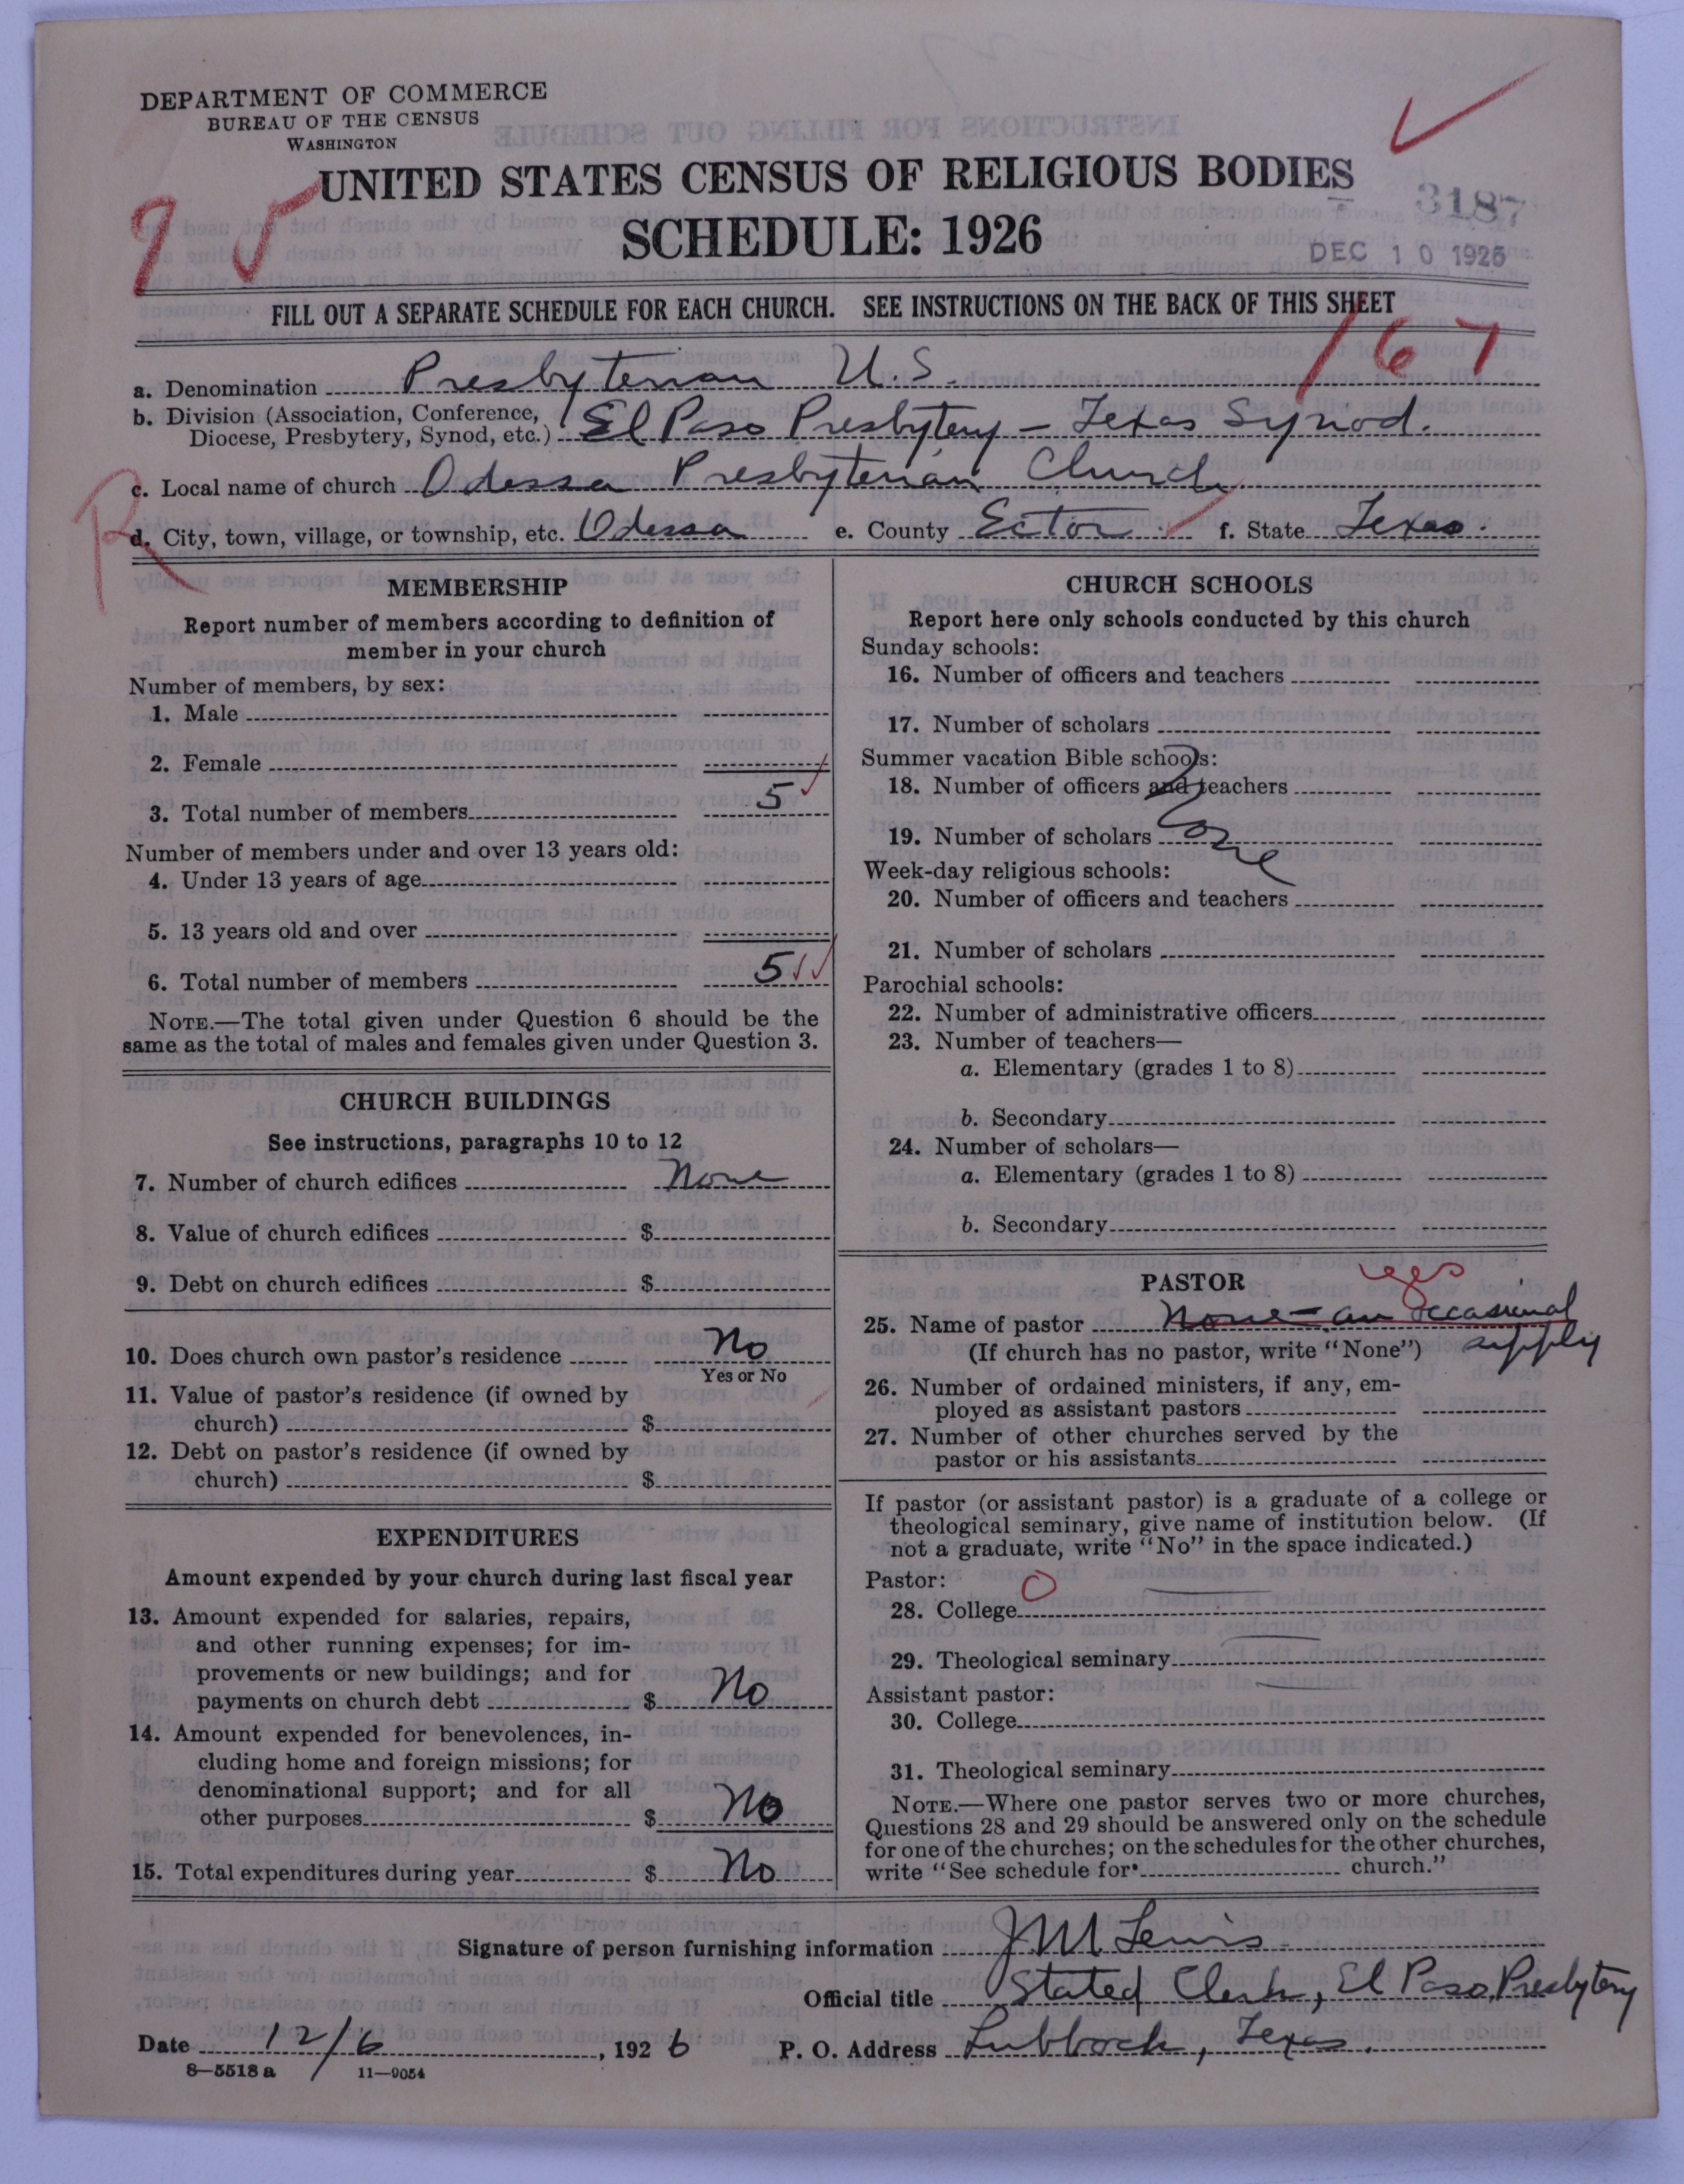 DEPARTMENT OF COMMERCE
BUREAU OF THE CENSUS
WASHINGTON
UNITED STATES CENSUS OF RELIGIOUS BODIES
SCHEDULE: 1926
3187
DEC 10 1926
95
FILL OUT A SEPARATE SCHEDULE FOR EACH CHURCH. SEE INSTRUCTIONS ON THE BACK OF THIS SHEET
167
a. Denomination Presbyterian U.S.
b. Division (Association, Conference, Diocese, Presbytery, Synod, etc.) El Paso Presbytery - Texas Synod.
c. Local name of church Odessa Presbyterian Church
R
d. City, town, village, or township, etc. Odessa e. County Ector f. State Texas.
MEMBERSHIP
Report number of members according to definition of
member in your church
Number of members, by sex:
1. Male
2. Female
3. Total number of members 5
Number of members under and over 13 years old:
4. Under 13 years of age
5. 13 years old and over
6. Total number of members 5
NOTE.—The total given under Question 6 should be the
same as the total of males and females given under Question 3.
CHURCH BUILDINGS
See instructions, paragraphs 10 to 12
7. Number of church edifices None
8. Value of church edifices $
9. Debt on church edifices $
10. Does church own pastor's residence No
Yes or No
11. Value of pastor's residence (if owned by
church) $
12. Debt on pastor's residence (if owned by
church) $
EXPENDITURES
Amount expended by your church during last fiscal year
13. Amount expended for salaries, repairs,
and other running expenses; for im-
provements or new buildings; and for
payments on church debt $ No
14. Amount expended for benevolences, in-
cluding home and foreign missions; for
denominational support; and for all
other purposes $ No
15. Total expenditures during year $ No
CHURCH SCHOOLS
Report here only schools conducted by this church
Sunday schools:
16. Number of officers and teachers
17. Number of scholars
Summer vacation Bible schools:
18. Number of officers and teachers
19. Number of scholars
None
Week-day religious schools:
20. Number of officers and teachers
21. Number of scholars
Parochial schools:
22. Number of administrative officers
23. Number of teachers—
a. Elementary (grades 1 to 8)
b. Secondary
24. Number of scholars—
a. Elementary (grades 1 to 8)
b. Secondary
PASTOR
yes
25. Name of pastor None - an occasional
supply
(If church has no pastor, write "None")
26. Number of ordained ministers, if any, em-
ployed as assistant pastors
27. Number of other churches served by the
pastor or his assistants
If pastor (or assistant pastor) is a graduate of a college or
theological seminary, give name of institution below. (If
not a graduate, write "No" in the space indicated.)
Pastor: 0
28. College
29. Theological seminary
Assistant pastor:
30. College
31. Theological seminary
NOTE.—Where one pastor serves two or more churches,
Questions 28 and 29 should be answered only on the schedule
for one of the churches; on the schedules for the other churches,
write "See schedule for church."
Signature of person furnishing information J M Lewis
Official title Stated Clerk, El Paso Presbytery
Date 12/6, 1926 P. O. Address Lubbock, Texas.
8—5518 a 11—9054